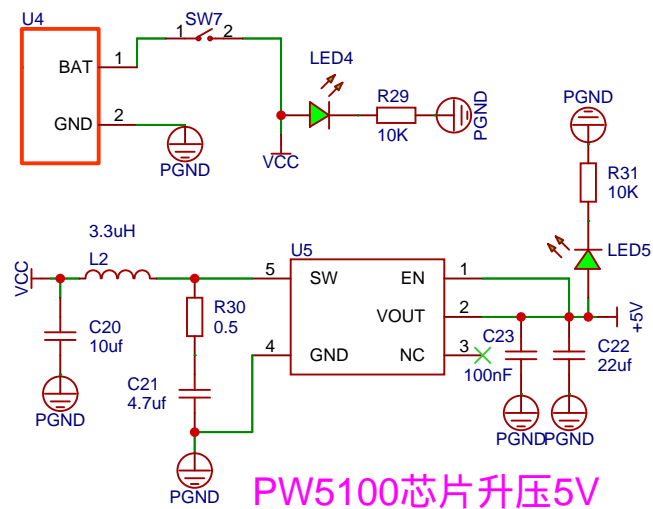 U4
SW7
1
2
BAT
1
GND
2
PGND
LED4
R29
10K
PGND
VCC
PGND
R31
10K
LED5
3.3uH
L2
VCC
U5
5
SW
EN
1
R30
0.5
VOUT
2
+5V
C20
10uf
4
GND
NC
3
C23
100nF
C22
22uf
C21
4.7uf
PGND
PGND
PGND
PGND
PW5100芯片升压5V